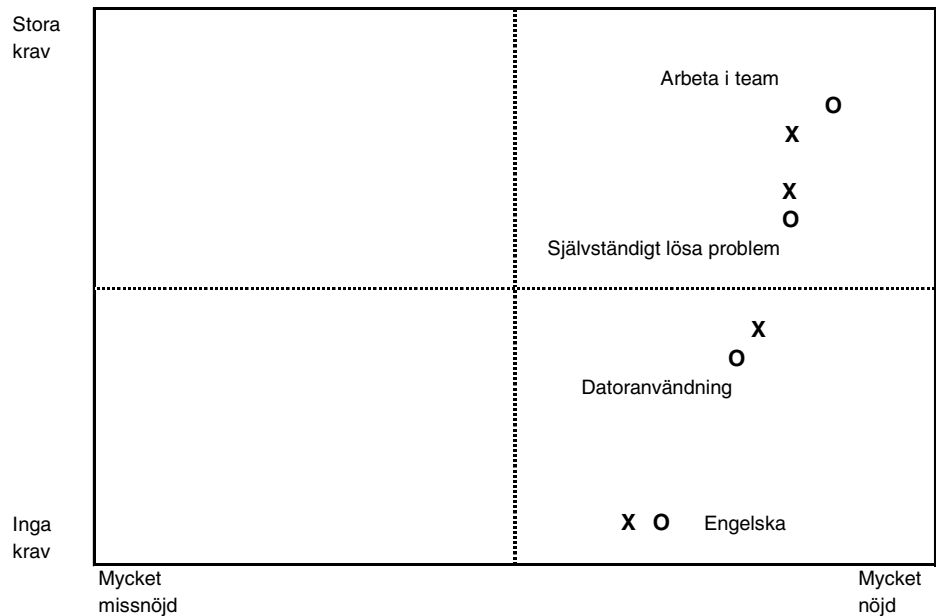 Stora
krav
Arbeta i team
O
X
X
O
Självständigt lösa problem
X
O
Datoranvändning
Inga
krav
X O Engelska
Mycket
missnöjd
Mycket
nöjd